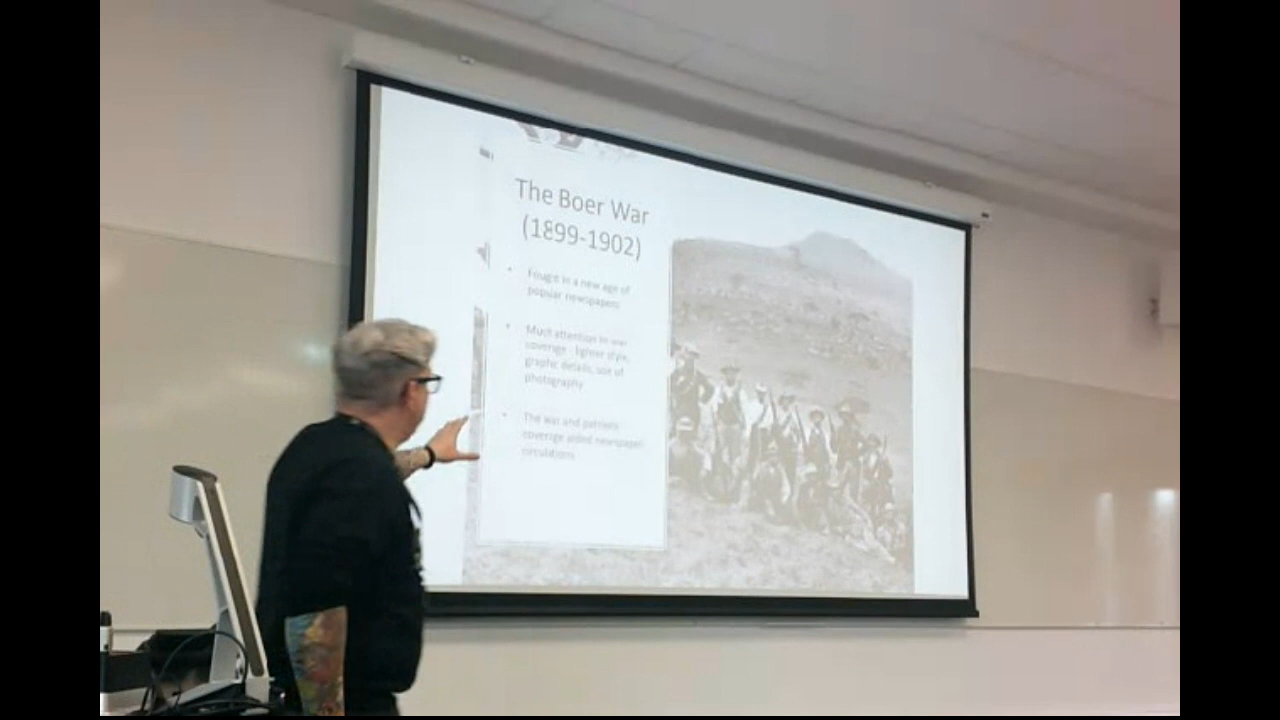 The Boer War
(1899-1902)
Fought in a new age of
popular newspapers
Much attention to war
coverage lighter style,
graphic details, use of
photography
The war and patriotic
coverage aided newspaper
circulations